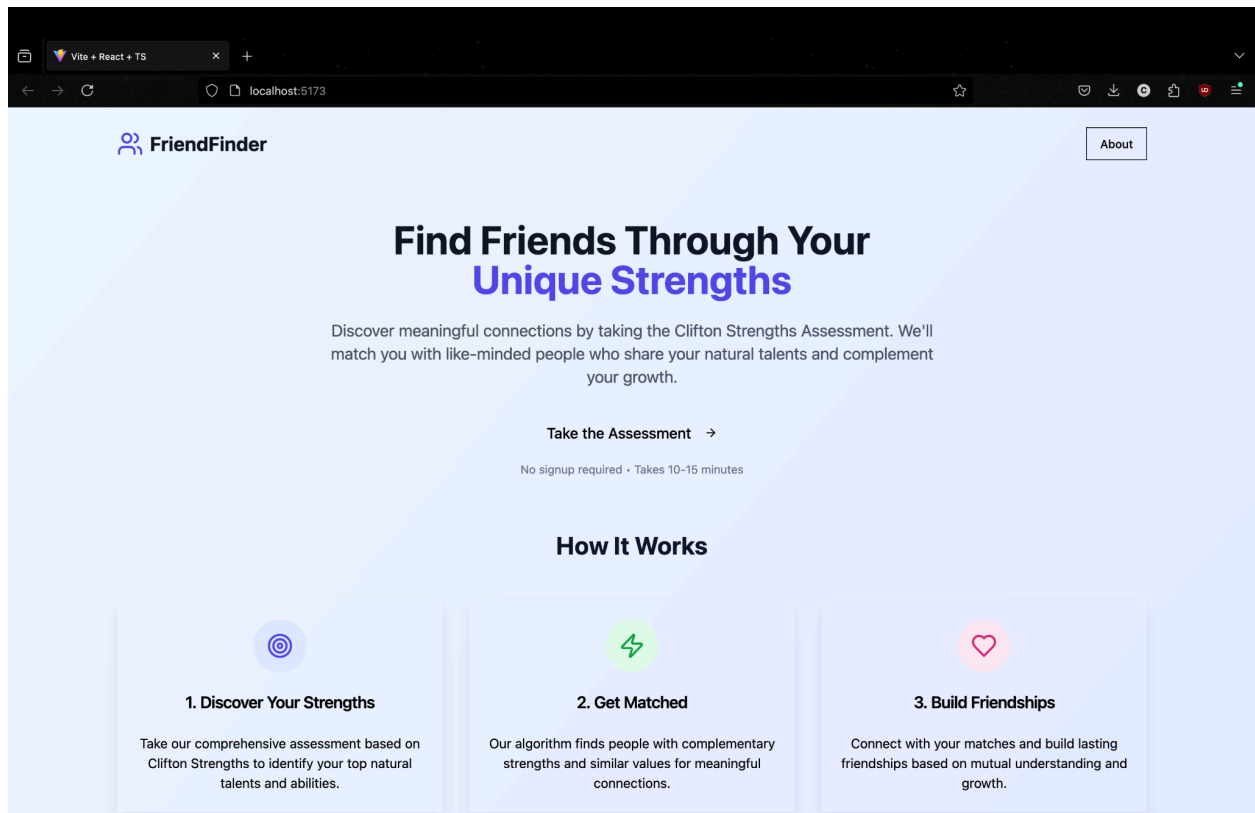 Vite + React + TS
localhost:5173
FriendFinder
About
Find Friends Through Your
Unique Strengths
Discover meaningful connections by taking the Clifton Strengths Assessment. We'll
match you with like-minded people who share your natural talents and complement
your growth.
Take the Assessment →
No signup required • Takes 10-15 minutes
How It Works
1. Discover Your Strengths
Take our comprehensive assessment based on
Clifton Strengths to identify your top natural
talents and abilities.
2. Get Matched
Our algorithm finds people with complementary
strengths and similar values for meaningful
connections.
3. Build Friendships
Connect with your matches and build lasting
friendships based on mutual understanding and
growth.